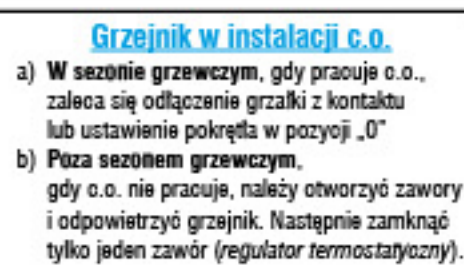 Grzejnik w instalacji c.o.
a) W sezonie grzewczym, gdy pracuje c.o.,
zaleca się odłączenie grzałki z kontaktu
lub ustawienie pokrętła w pozycji „0”
b) Poza sezonem grzewczym,
gdy c.o. nie pracuje, należy otworzyć zawory
i odpowietrzyć grzejnik. Następnie zamknąć
tylko jeden zawór (regulator termostatyczny).